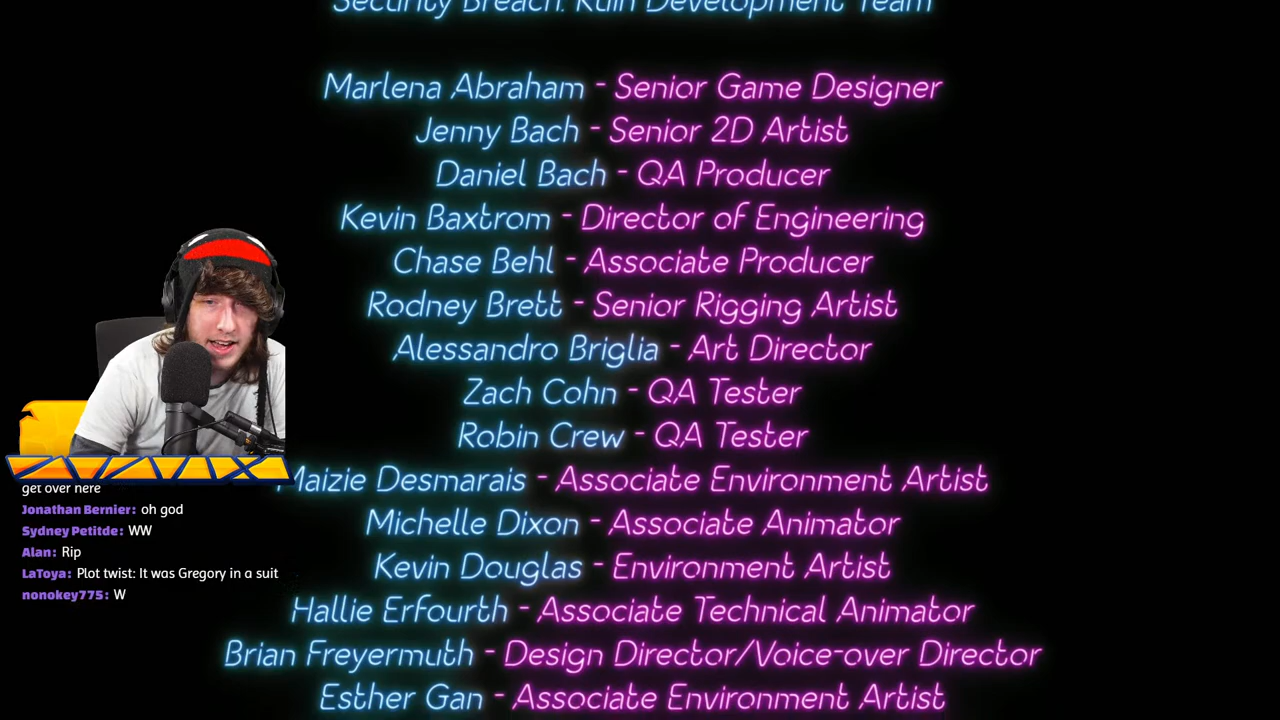 Security Breach: Ruin Development Team
Marlena Abraham - Senior Game Designer
Jenny Bach - Senior 2D Artist
Daniel Bach - QA Producer
Kevin Baxtrom - Director of Engineering
Chase Behl - Associate Producer
Rodney Brett - Senior Rigging Artist
Alessandro Briglia - Art Director
Zach Cohn - QA Tester
Robin Crew - QA Tester
Maizie Desmarais - Associate Environment Artist
Michelle Dixon - Associate Animator
Kevin Douglas - Environment Artist
Hallie Erfourth - Associate Technical Animator
Brian Freyermuth - Design Director/Voice-over Director
Esther Gan - Associate Environment Artist
get over here
Jonathan Bernier: oh god
Sydney Petitde: WW
Alan: Rip
LaToya: Plot twist: It was Gregory in a suit
nonokey775: W